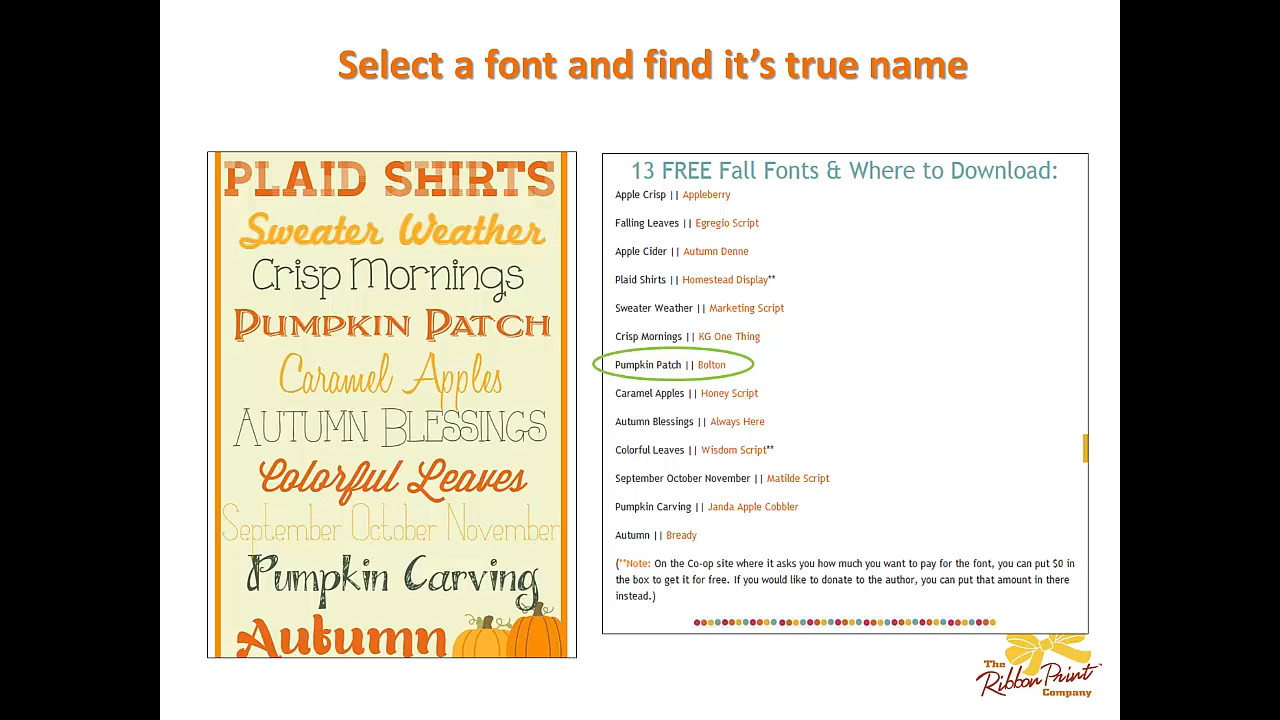 Select a font and find it's true name
PLAID SHIRTS
Sweater Weather
Crisp Mornings
PUMPKIN PATCH
Caramel Apples
AUTUMN BLESSINGS
Colorful Leaves
September October November
Pumpkin Carving
Autumn
13 FREE Fall Fonts & Where to Download:
Apple Crisp || Appleberry
Falling Leaves || Egregio Script
Apple Cider || Autumn Denne
Plaid Shirts || Homestead Display**
Sweater Weather || Marketing Script
Crisp Mornings || KG One Thing
Pumpkin Patch || Bolton
Caramel Apples || Honey Script
Autumn Blessings || Always Here
Colorful Leaves || Wisdom Script**
September October November || Matilde Script
Pumpkin Carving || Janda Apple Cobbler
Autumn || Bready
(**Note: On the Co-op site where it asks you how much you want to pay for the font, you can put $0 in
the box to get it for free. If you would like to donate to the author, you can put that amount in there
instead.)
The
Ribbon Print™
Company